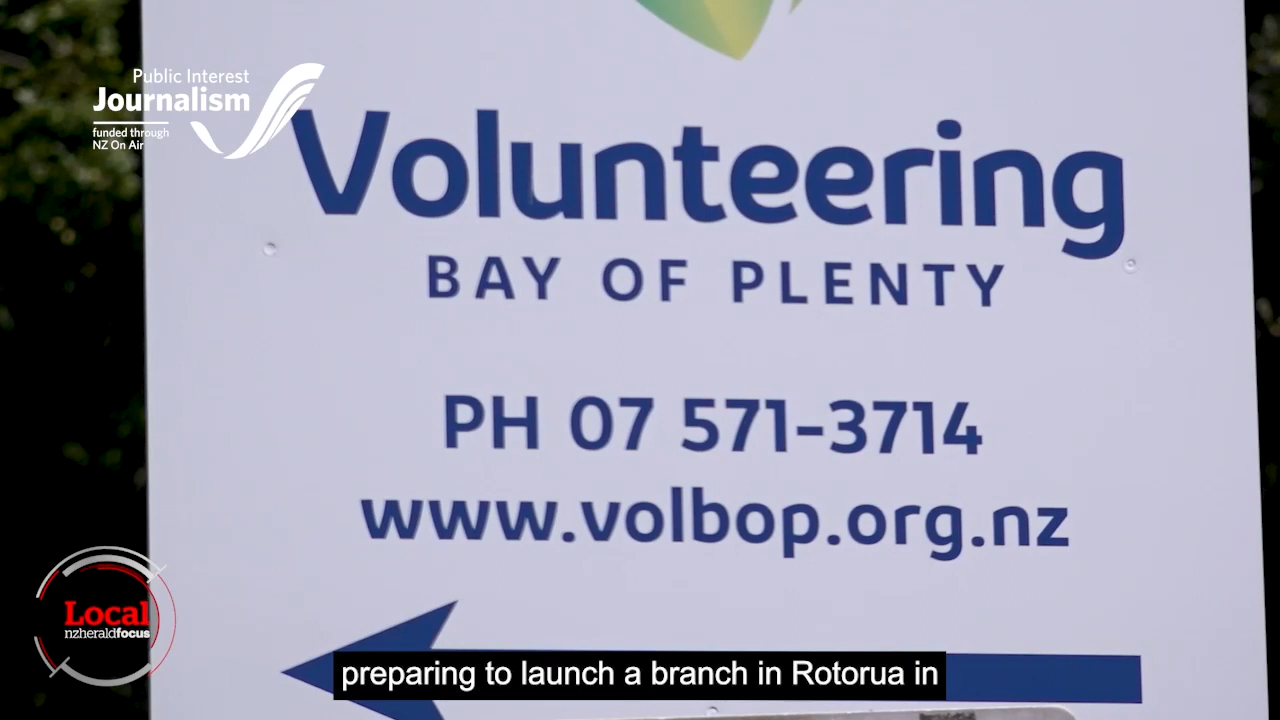 Public Interest
Journalism
funded through
NZ On Air
Volunteering
BAY OF PLENTY
PH 07 571-3714
www.volbop.org.nz
Local
nzheraldfocus
preparing to launch a branch in Rotorua in